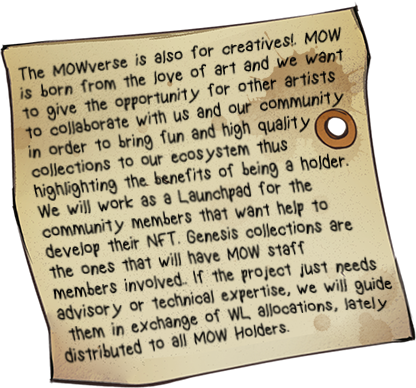 The MOWverse is also for creatives!. MOW
is born from the love of art and we want
to give the opportunity for other artists
to collaborate with us and our community
in order to bring fun and high quality
collections to our ecosystem thus
highlighting the benefits of being a holder.
We will work as a Launchpad for the
community members that want help to
develop their NFT. Genesis collections are
the ones that will have MOW staff
members involved. If the project just needs
advisory or technical expertise, we will guide
them in exchange of WL allocations, lately
distributed to all MOW Holders.